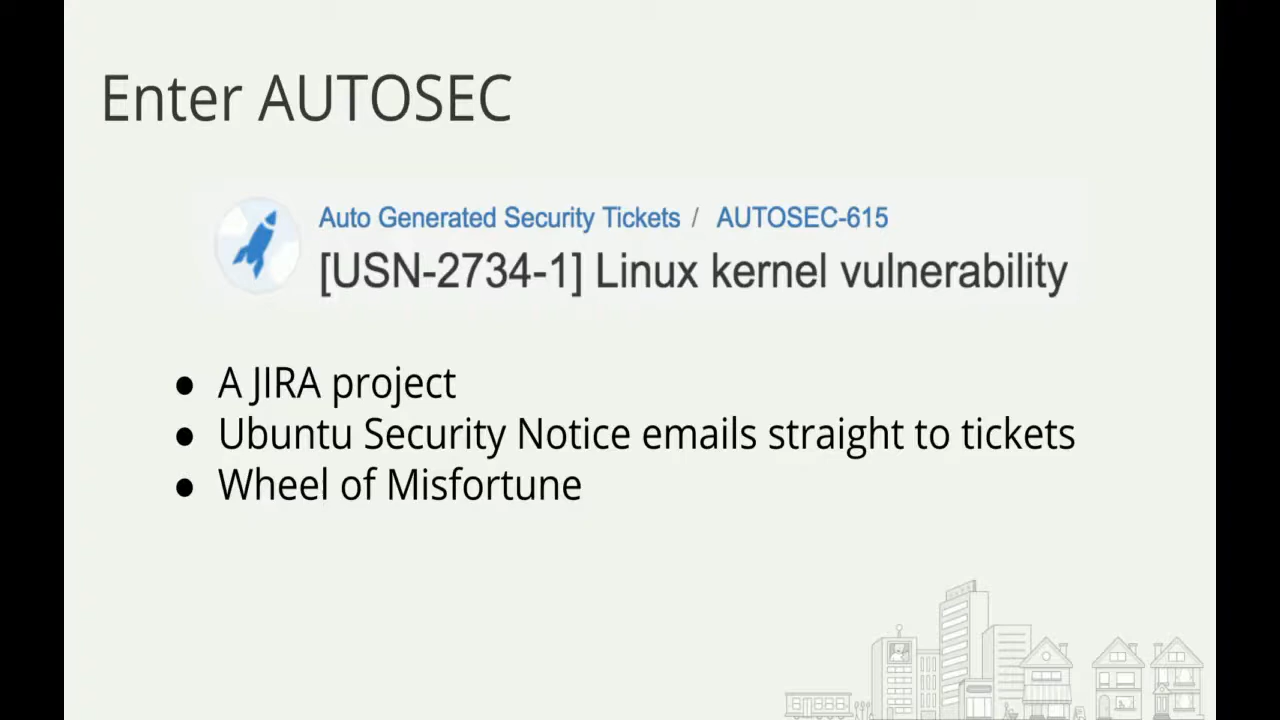 Enter AUTOSEC
Auto Generated Security Tickets / AUTOSEC-615
[USN-2734-1] Linux kernel vulnerability
● A JIRA project
● Ubuntu Security Notice emails straight to tickets
● Wheel of Misfortune